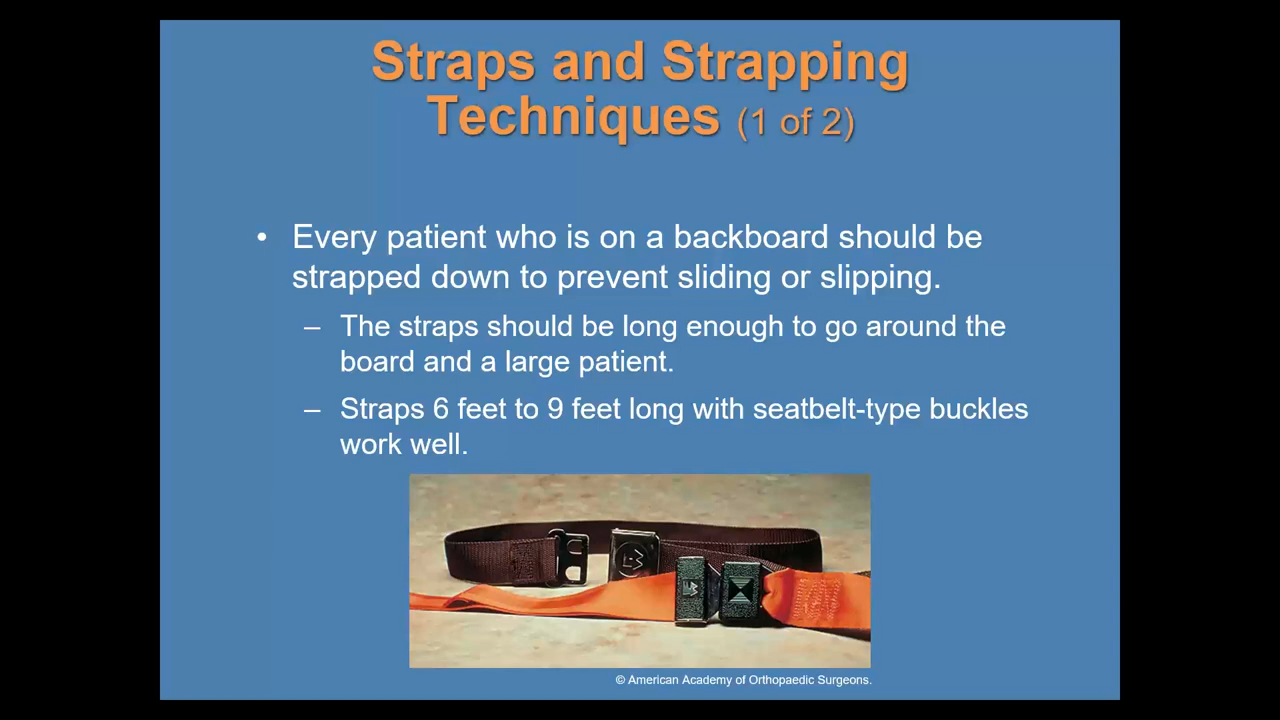 Straps and Strapping
Techniques (1 of 2)
• Every patient who is on a backboard should be
strapped down to prevent sliding or slipping.
– The straps should be long enough to go around the
board and a large patient.
– Straps 6 feet to 9 feet long with seatbelt-type buckles
work well.
© American Academy of Orthopaedic Surgeons.